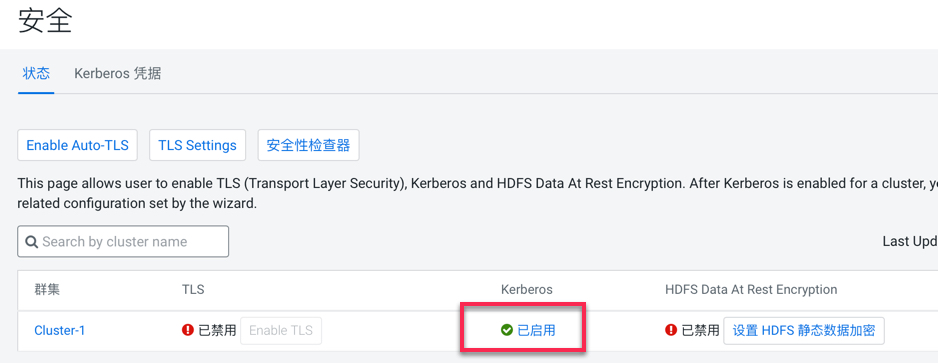 安全
状态 Kerberos 凭据
Enable Auto-TLS TLS Settings 安全性检查器
This page allows user to enable TLS (Transport Layer Security), Kerberos and HDFS Data At Rest Encryption. After Kerberos is enabled for a cluster, y
related configuration set by the wizard.
Search by cluster name Last Upd
群集 TLS Kerberos HDFS Data At Rest Encryption
Cluster-1 已禁用 Enable TLS 已启用 已禁用 设置 HDFS 静态数据加密